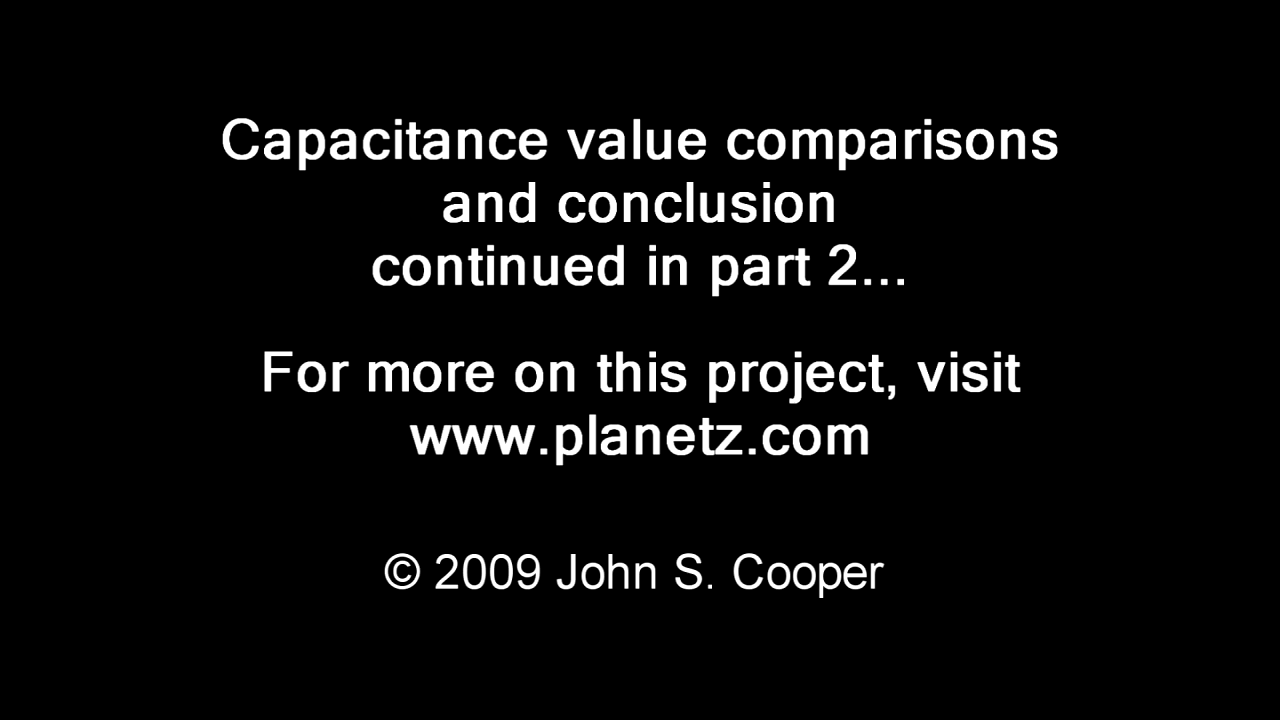 Capacitance value comparisons
and conclusion
continued in part 2...
For more on this project, visit
www.planetz.com
© 2009 John S. Cooper